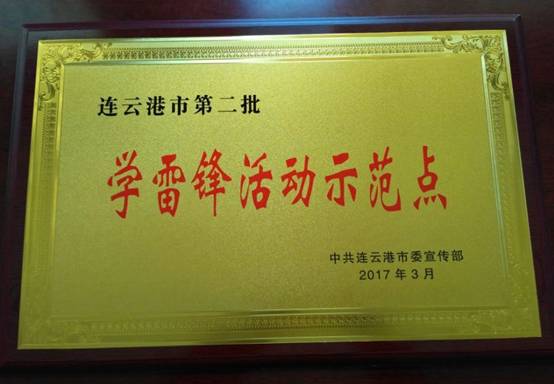 连云港市第二批
学雷锋活动示范点
中共连云港市委宣传部
2017年3月